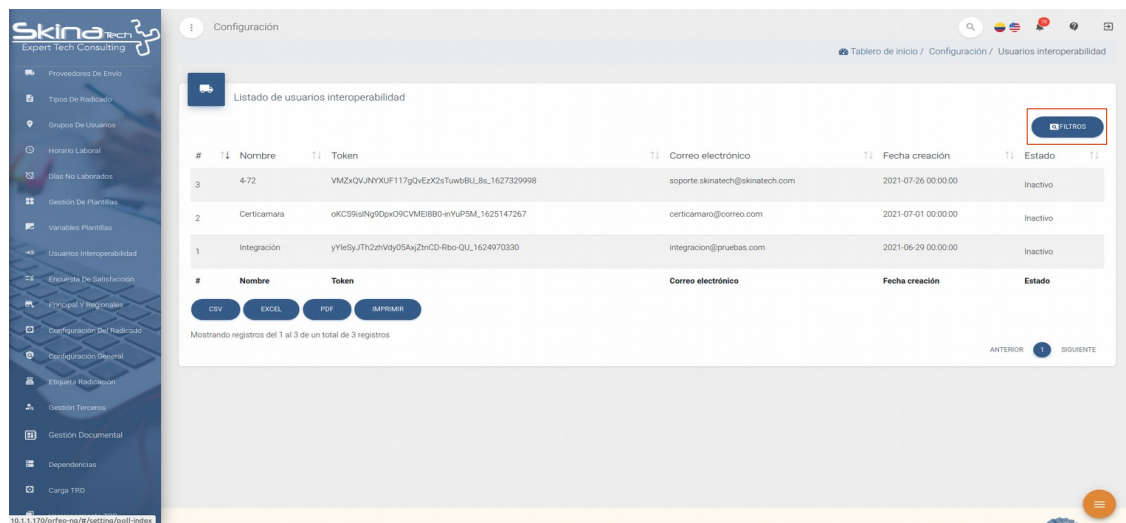 SkinaTech
Expert Tech Consulting
Configuración
78
Tablero de inicio / Configuración / Usuarios interoperabilidad
Proveedores De Envio
Tipos De Radicado
Grupos De Usuarios
Horario Laboral
Días No Laborados
Gestión De Plantillas
Variables Plantillas
Usuarios Interoperabilidad
Encuesta De Satisfacción
Principal Y Regionales
Configuración Del Radicado
Configuración General
Etiqueta Radicación
Gestión Terceros
Gestión Documental
Dependencias
Carga TRD
10.1.1.170/orfeo-ng/#/setting/poll-index
Listado de usuarios interoperabilidad
FILTROS
# Nombre Token Correo electrónico Fecha creación Estado
3 4-72 VMZxQVJNYXUF117gQvEzX2sTuwbBU_8s_1627329998 soporte.skinatech@skinatech.com 2021-07-26 00:00:00 Inactivo
2 Certicamara oKCS9isINg9DpxO9CVMEI8B0-inYuP5M_1625147267 certicamaro@correo.com 2021-07-01 00:00:00 Inactivo
1 Integración yYIeSyJTh2zhVdy05AxjZtnCD-Rbo-QU_1624970330 integracion@pruebas.com 2021-06-29 00:00:00 Inactivo
# Nombre Token Correo electrónico Fecha creación Estado
CSV EXCEL PDF IMPRIMIR
Mostrando registros del 1 al 3 de un total de 3 registros
ANTERIOR 1 SIGUIENTE